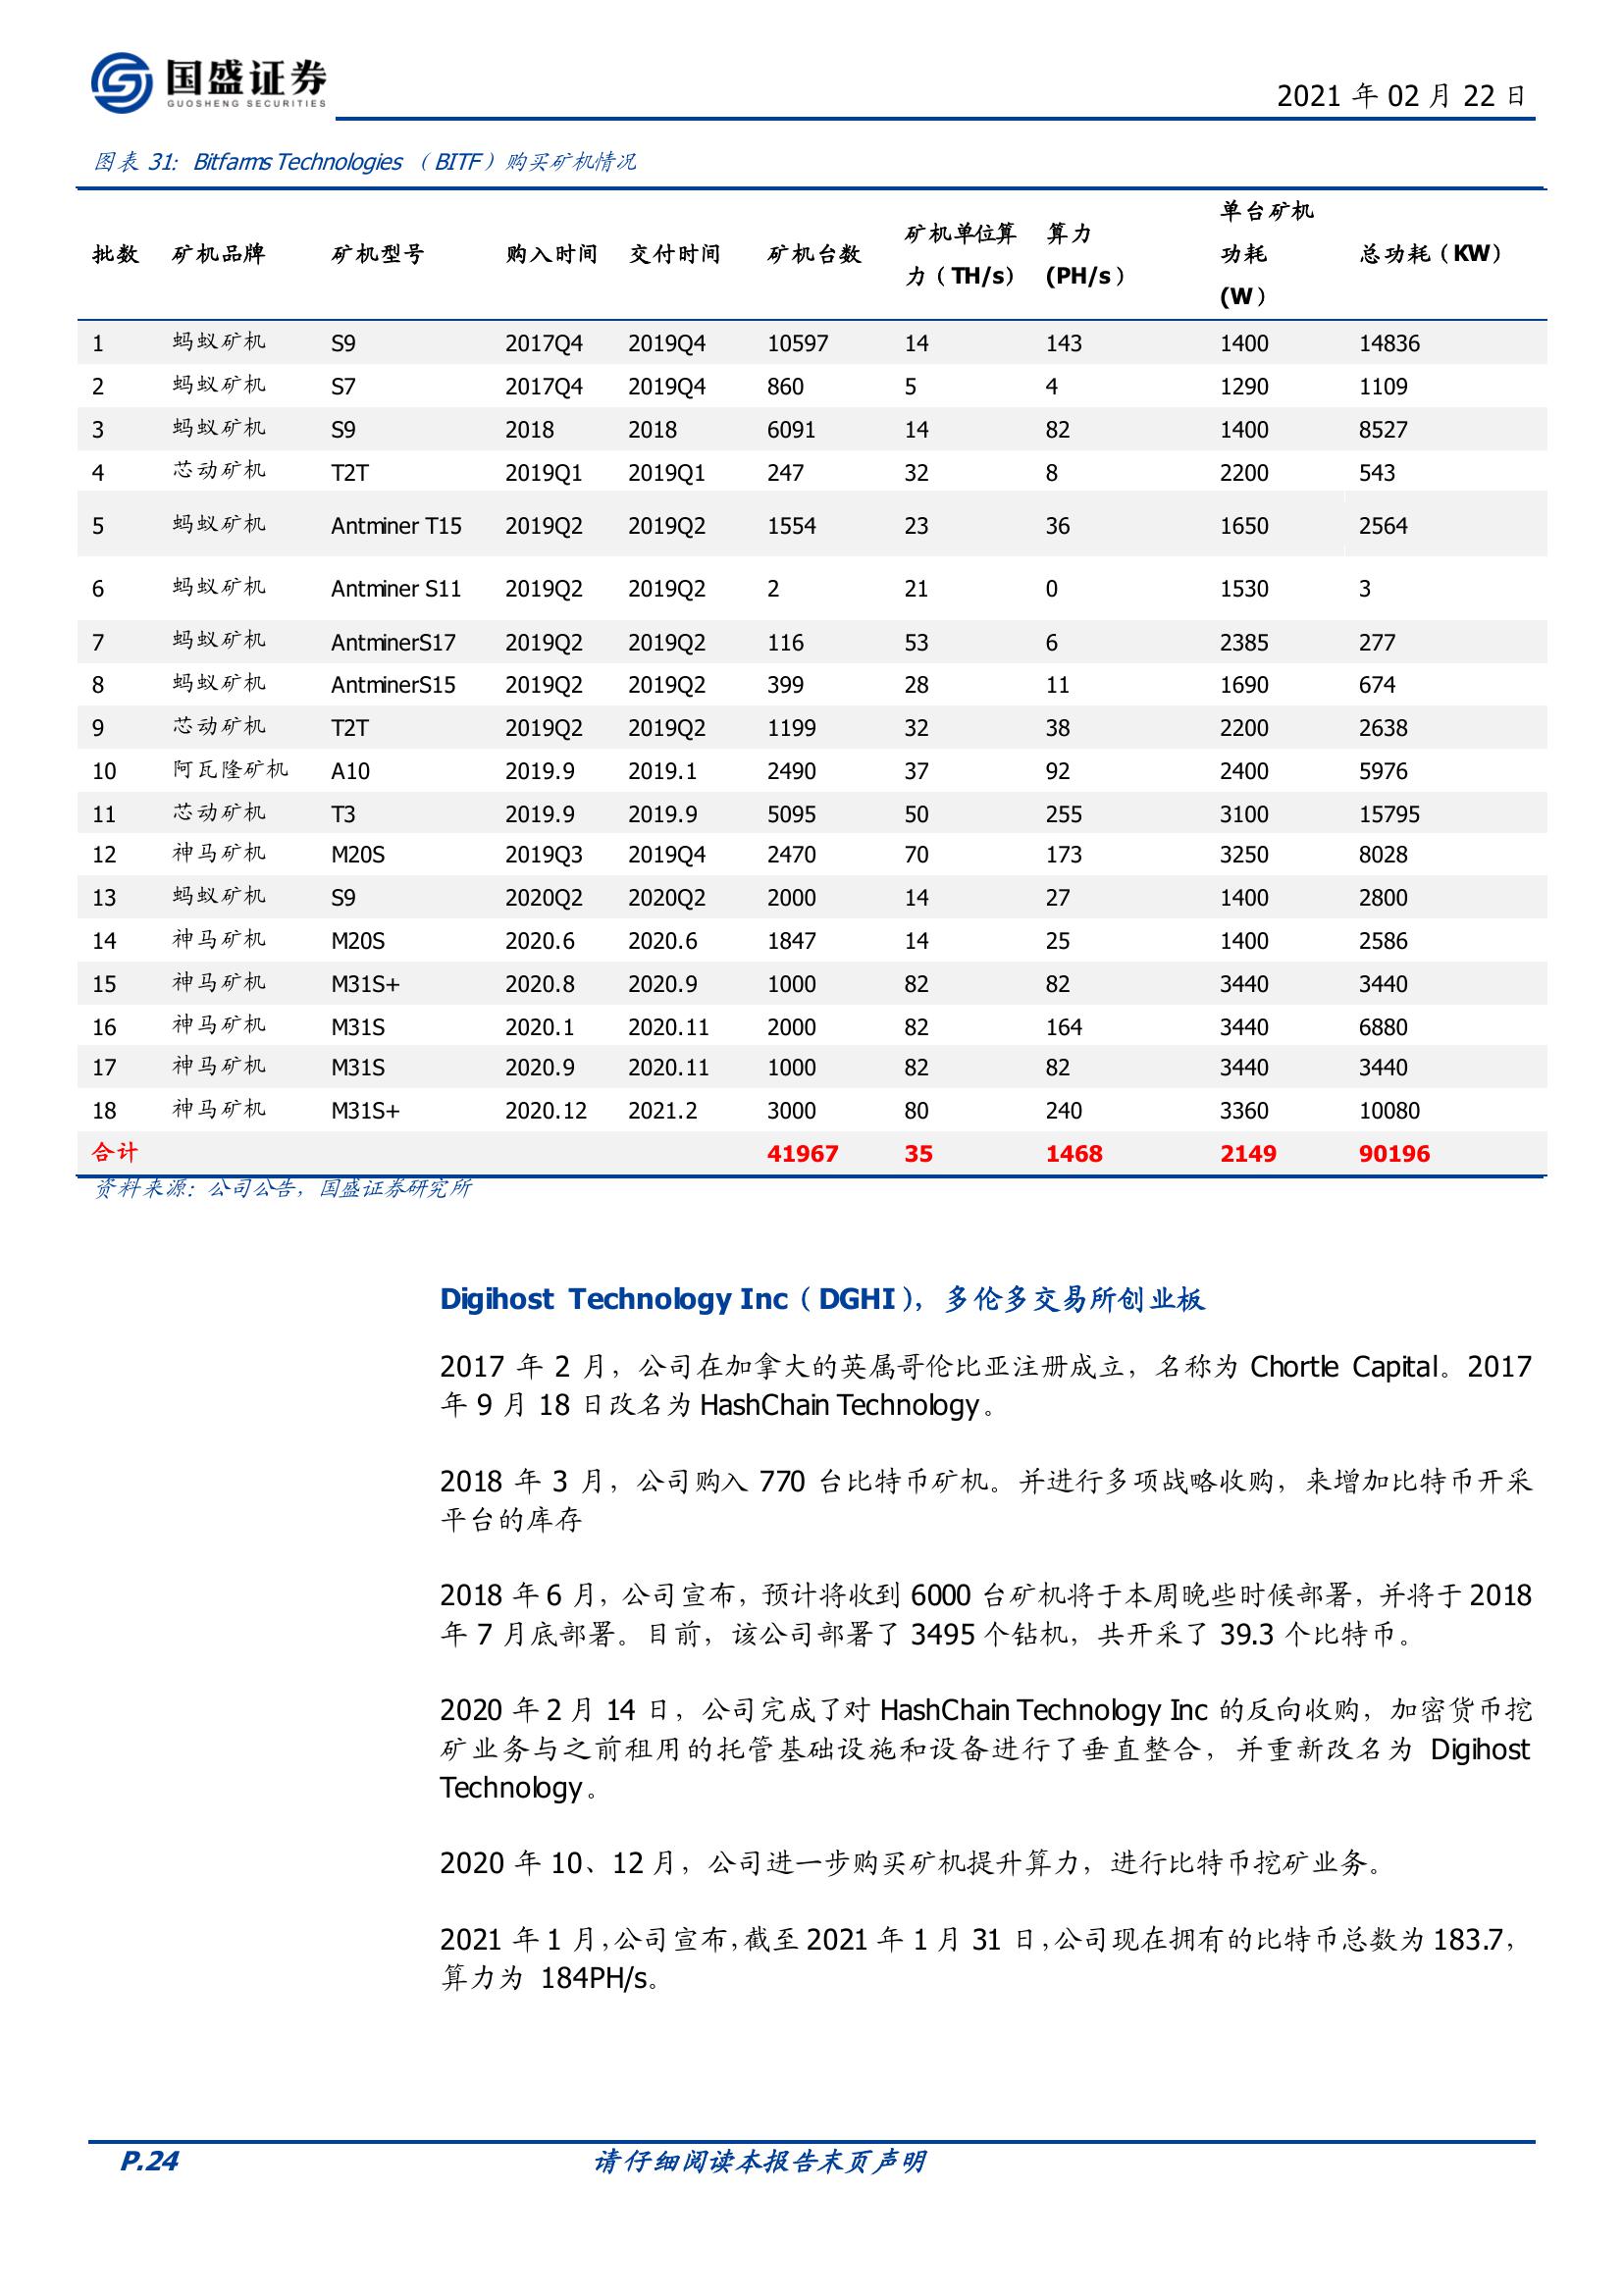 国盛证券
GUOSHENG SECURITIES
2021 年 02 月 22 日
图表 31：Bitfarms Technologies （BITF）购买矿机情况
批数 矿机品牌 矿机型号 购入时间 交付时间 矿机台数 矿机单位算力（TH/s） 算力(PH/s） 单台矿机功耗(W） 总功耗（KW）
1 蚂蚁矿机 S9 2017Q4 2019Q4 10597 14 143 1400 14836
2 蚂蚁矿机 S7 2017Q4 2019Q4 860 5 4 1290 1109
3 蚂蚁矿机 S9 2018 2018 6091 14 82 1400 8527
4 芯动矿机 T2T 2019Q1 2019Q1 247 32 8 2200 543
5 蚂蚁矿机 Antminer T15 2019Q2 2019Q2 1554 23 36 1650 2564
6 蚂蚁矿机 Antminer S11 2019Q2 2019Q2 2 21 0 1530 3
7 蚂蚁矿机 AntminerS17 2019Q2 2019Q2 116 53 6 2385 277
8 蚂蚁矿机 AntminerS15 2019Q2 2019Q2 399 28 11 1690 674
9 芯动矿机 T2T 2019Q2 2019Q2 1199 32 38 2200 2638
10 阿瓦隆矿机 A10 2019.9 2019.1 2490 37 92 2400 5976
11 芯动矿机 T3 2019.9 2019.9 5095 50 255 3100 15795
12 神马矿机 M20S 2019Q3 2019Q4 2470 70 173 3250 8028
13 蚂蚁矿机 S9 2020Q2 2020Q2 2000 14 27 1400 2800
14 神马矿机 M20S 2020.6 2020.6 1847 14 25 1400 2586
15 神马矿机 M31S+ 2020.8 2020.9 1000 82 82 3440 3440
16 神马矿机 M31S 2020.1 2020.11 2000 82 164 3440 6880
17 神马矿机 M31S 2020.9 2020.11 1000 82 82 3440 3440
18 神马矿机 M31S+ 2020.12 2021.2 3000 80 240 3360 10080
合计 41967 35 1468 2149 90196
资料来源：公司公告，国盛证券研究所
Digihost Technology Inc（DGHI），多伦多交易所创业板
2017 年 2 月，公司在加拿大的英属哥伦比亚注册成立，名称为 Chortle Capital。2017
年 9 月 18 日改名为 HashChain Technology。
2018 年 3 月，公司购入 770 台比特币矿机。并进行多项战略收购，来增加比特币开采
平台的库存
2018 年 6 月，公司宣布，预计将收到 6000 台矿机将于本周晚些时候部署，并将于 2018
年 7 月底部署。目前，该公司部署了 3495 个钻机，共开采了 39.3 个比特币。
2020 年 2 月 14 日，公司完成了对 HashChain Technology Inc 的反向收购，加密货币挖
矿业务与之前租用的托管基础设施和设备进行了垂直整合，并重新改名为 Digihost
Technology。
2020 年 10、12 月，公司进一步购买矿机提升算力，进行比特币挖矿业务。
2021 年 1 月，公司宣布，截至 2021 年 1 月 31 日，公司现在拥有的比特币总数为 183.7，
算力为 184PH/s。
P.24 请仔细阅读本报告末页声明